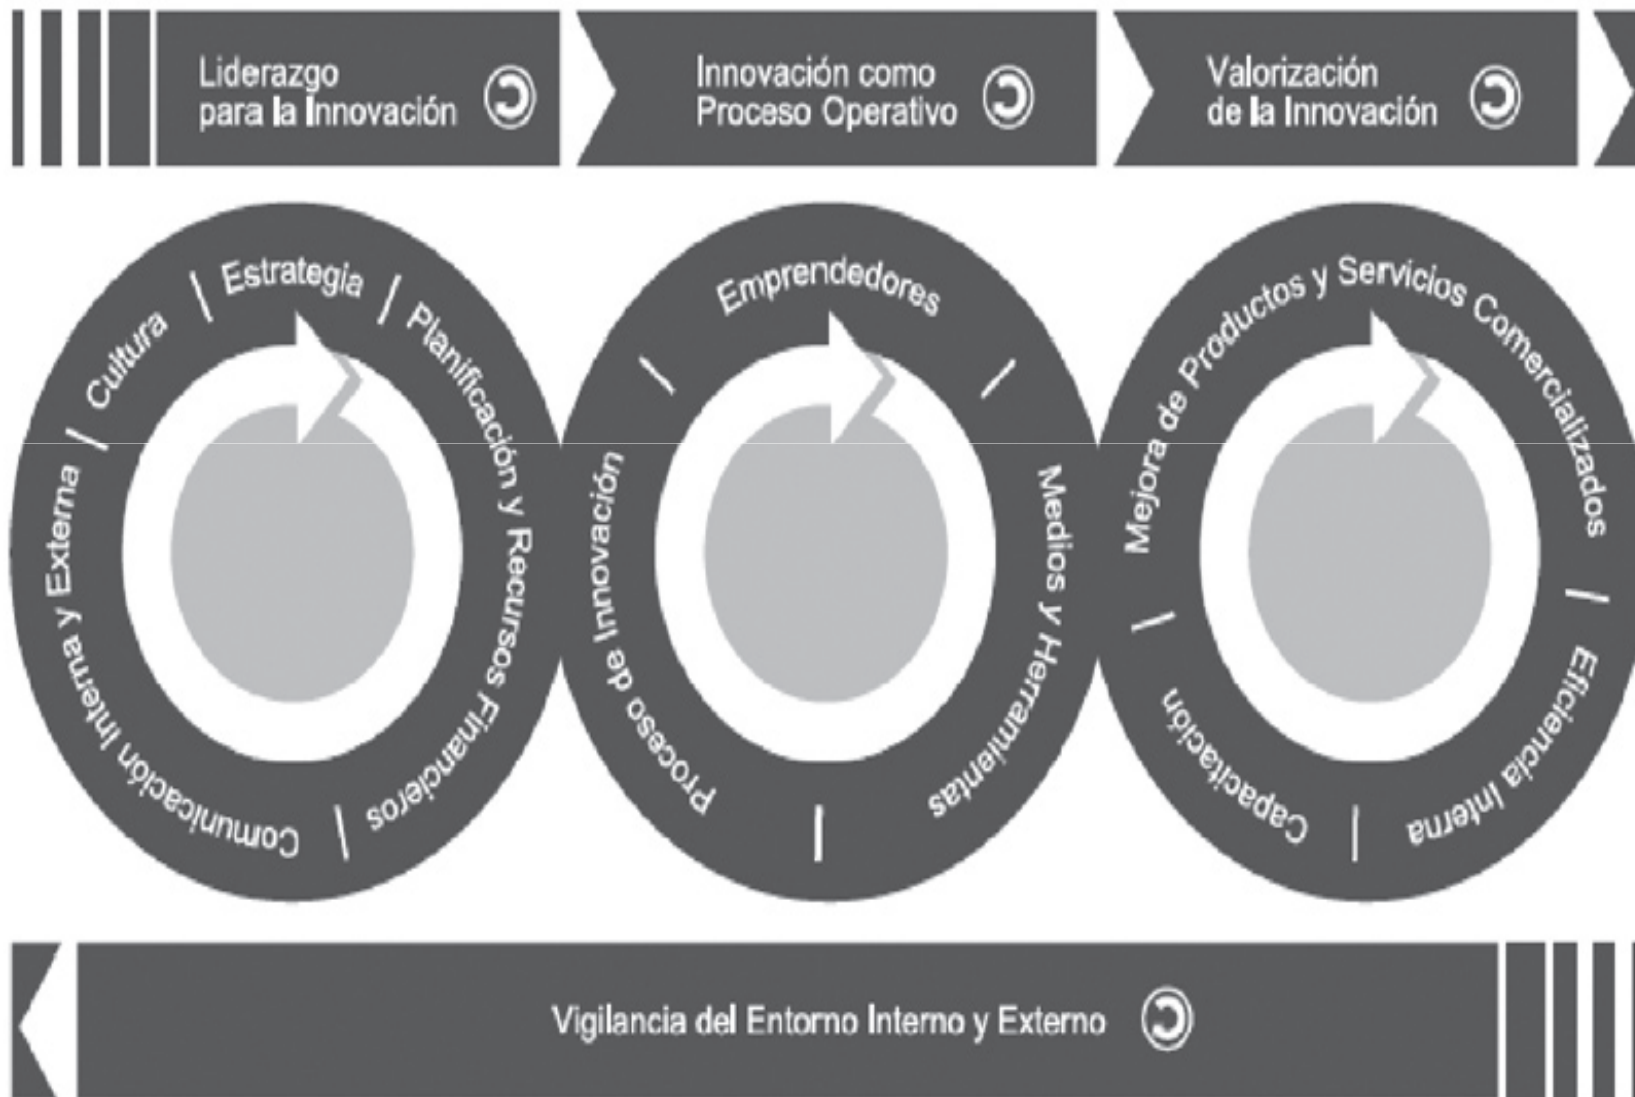 Liderazgo
para la Innovación
Innovación como
Proceso Operativo
Valorización
de la Innovación
Comunicación Interna y Externa
Cultura
Estrategia
Planificación y Recursos Financieros
Proceso de Innovación
Emprendedores
Medios y Herramientas
Capacitación
Mejora de Productos y Servicios Comercializados
Eficiencia Interna
Vigilancia del Entorno Interno y Externo